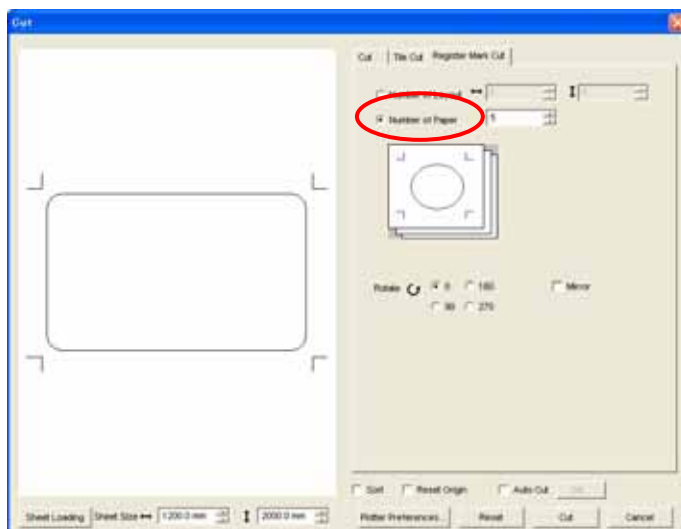 Cut
Cut Tile Cut Register Mark Cut
Number of Paper 5
Rotate 0 180 Mirror
90 270
Sort Reset Origin Auto Cut
Sheet Loading Sheet Size 1200.0 mm 2000.0 mm Plotter Preferences... Reset Cut Cancel